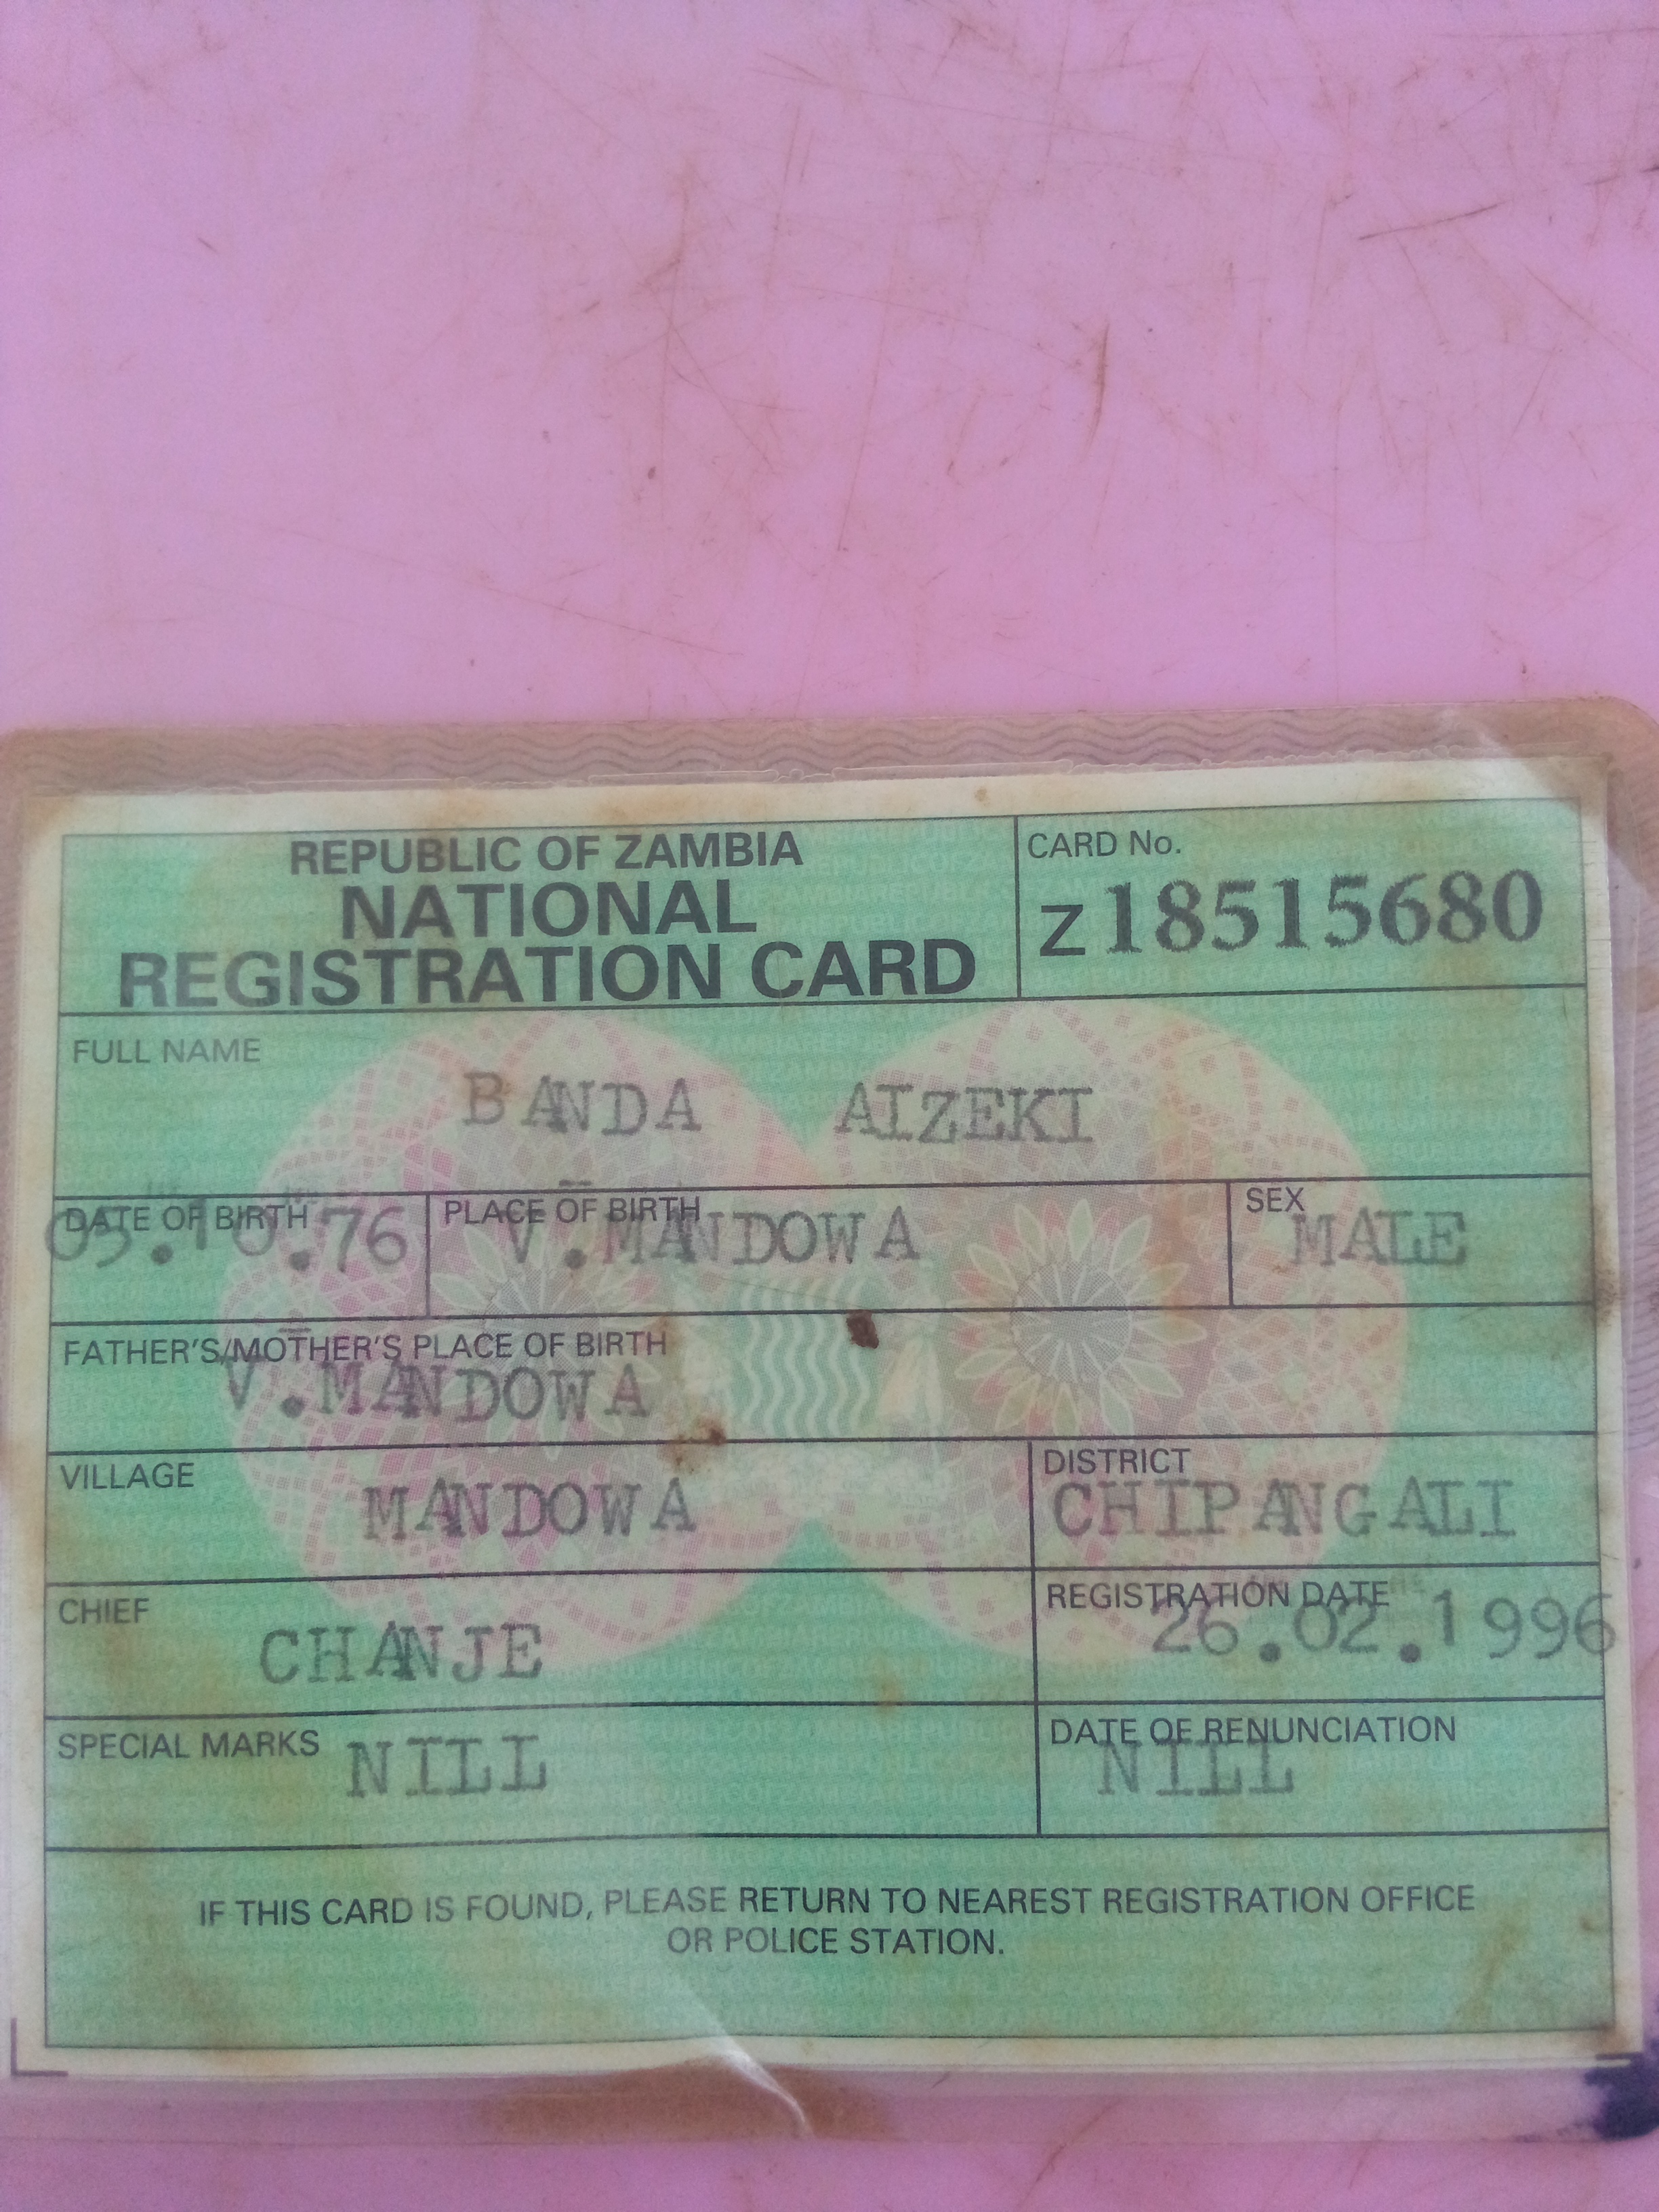 REPUBLIC OF ZAMBIA
NATIONAL
REGISTRATION CARD
CARD No.
Z 18515680
FULL NAME
BANDA AIZEKI
DATE OF BIRTH
PLACE OF BIRTH
V.MANDOWA
SEX
MALE
FATHER'S/MOTHER'S PLACE OF BIRTH
V.MANDOWA
VILLAGE
MANDOWA
DISTRICT
CHIPANGALI
CHIEF
CHANJE
REGISTRATION DATE
26.02.1996
SPECIAL MARKS
NILL
DATE OF RENUNCIATION
NILL
IF THIS CARD IS FOUND, PLEASE RETURN TO NEAREST REGISTRATION OFFICE
OR POLICE STATION.